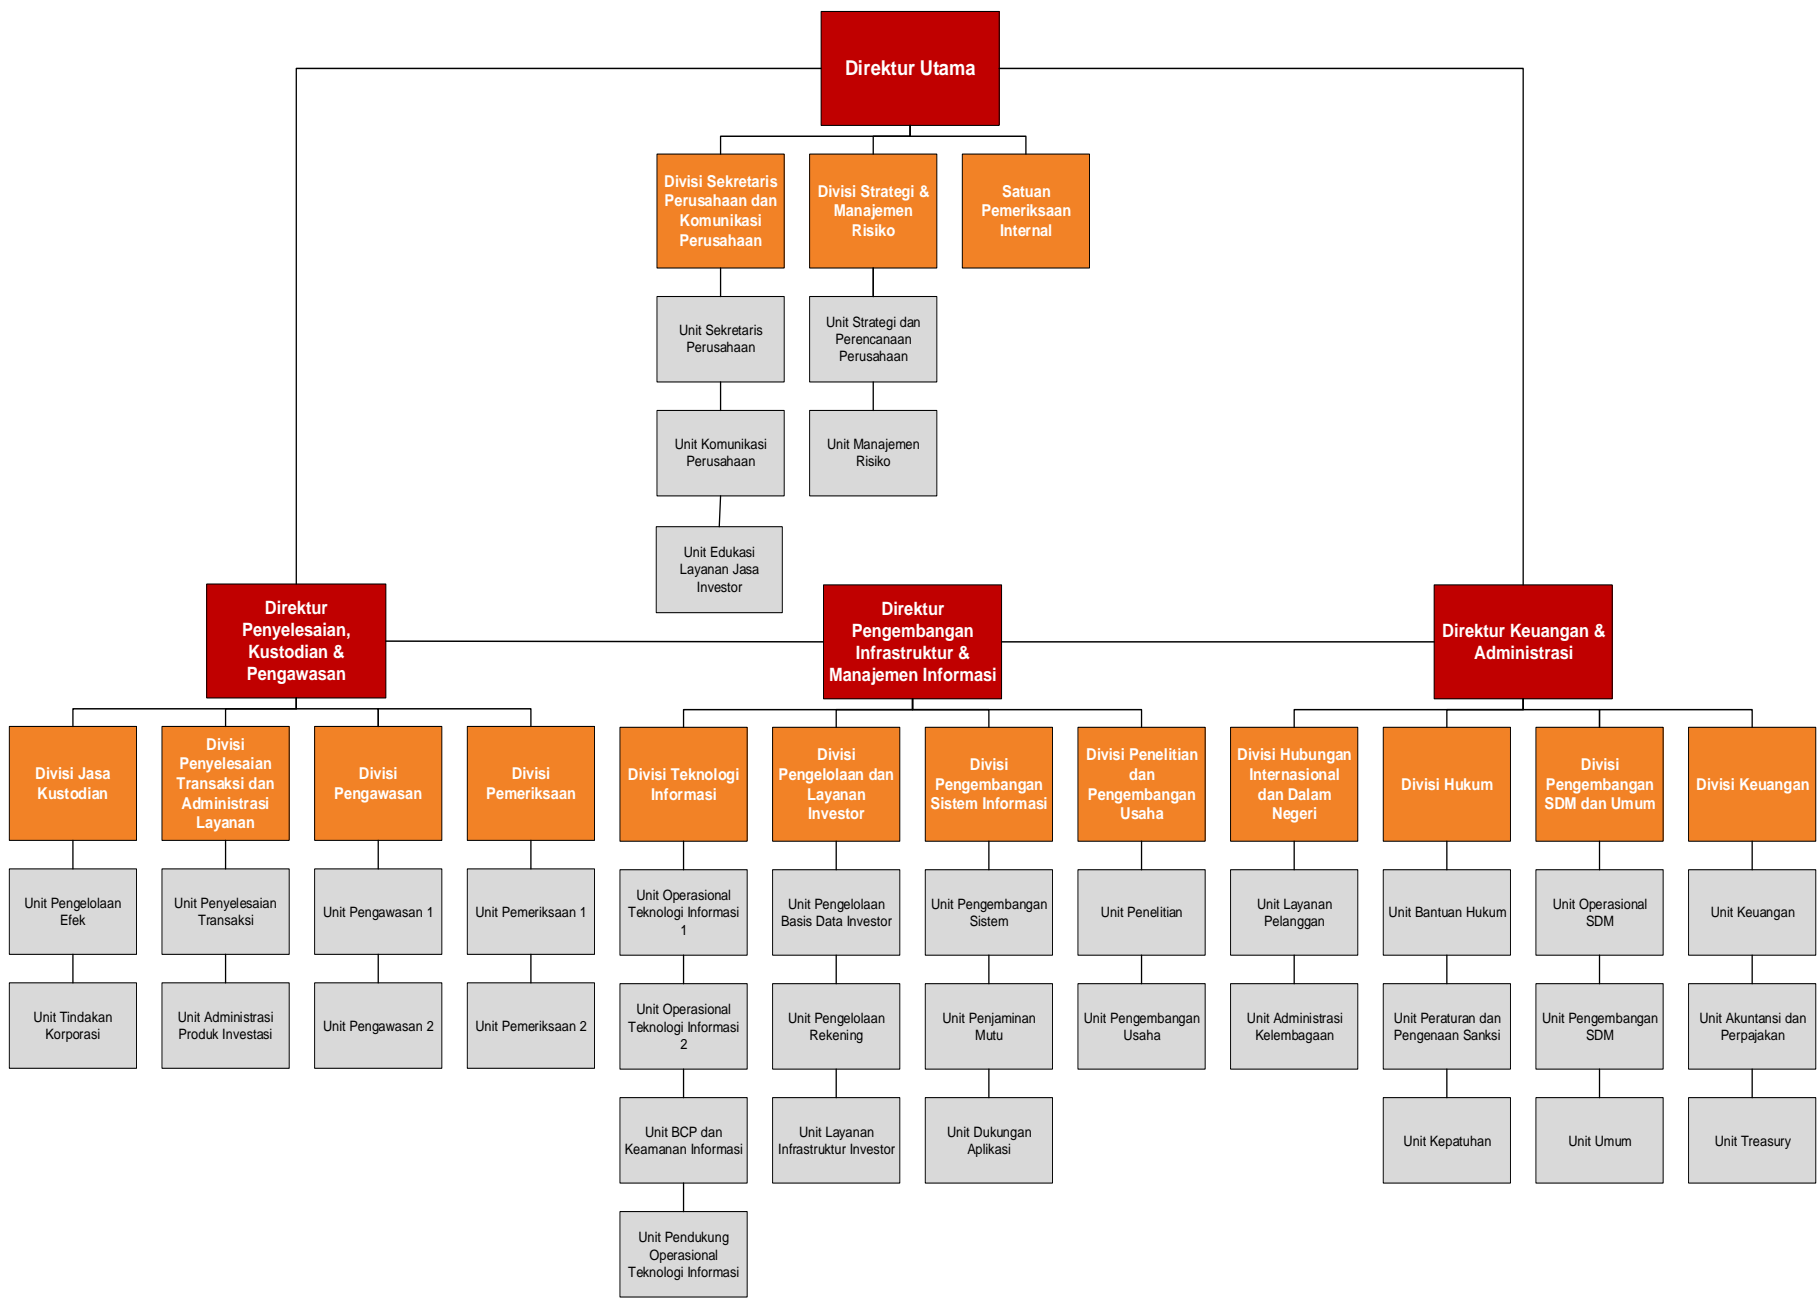 Direktur Utama
Divisi Sekretaris
Perusahaan dan
Komunikasi
Perusahaan
Divisi Strategi &
Manajemen
Risiko
Satuan
Pemeriksaan
Internal
Unit Sekretaris
Perusahaan
Unit Strategi dan
Perencanaan
Perusahaan
Unit Komunikasi
Perusahaan
Unit Manajemen
Risiko
Unit Edukasi
Layanan Jasa
Investor
Direktur
Penyelesaian,
Kustodian &
Pengawasan
Direktur
Pengembangan
Infrastruktur &
Manajemen Informasi
Direktur Keuangan &
Administrasi
Divisi Jasa
Kustodian
Divisi
Penyelesaian
Transaksi dan
Administrasi
Layanan
Divisi
Pengawasan
Divisi
Pemeriksaan
Divisi Teknologi
Informasi
Divisi
Pengelolaan dan
Layanan
Investor
Divisi
Pengembangan
Sistem Informasi
Divisi Penelitian
dan
Pengembangan
Usaha
Divisi Hubungan
Internasional
dan Dalam
Negeri
Divisi Hukum
Divisi
Pengembangan
SDM dan Umum
Divisi Keuangan
Unit Pengelolaan
Efek
Unit Penyelesaian
Transaksi
Unit Pengawasan 1
Unit Pemeriksaan 1
Unit Operasional
Teknologi Informasi
1
Unit Pengelolaan
Basis Data Investor
Unit Pengembangan
Sistem
Unit Penelitian
Unit Layanan
Pelanggan
Unit Bantuan Hukum
Unit Operasional
SDM
Unit Keuangan
Unit Tindakan
Korporasi
Unit Administrasi
Produk Investasi
Unit Pengawasan 2
Unit Pemeriksaan 2
Unit Operasional
Teknologi Informasi
2
Unit Pengelolaan
Rekening
Unit Penjaminan
Mutu
Unit Pengembangan
Usaha
Unit Administrasi
Kelembagaan
Unit Peraturan dan
Pengenaan Sanksi
Unit Pengembangan
SDM
Unit Akuntansi dan
Perpajakan
Unit BCP dan
Keamanan Informasi
Unit Layanan
Infrastruktur Investor
Unit Dukungan
Aplikasi
Unit Kepatuhan
Unit Umum
Unit Treasury
Unit Pendukung
Operasional
Teknologi Informasi